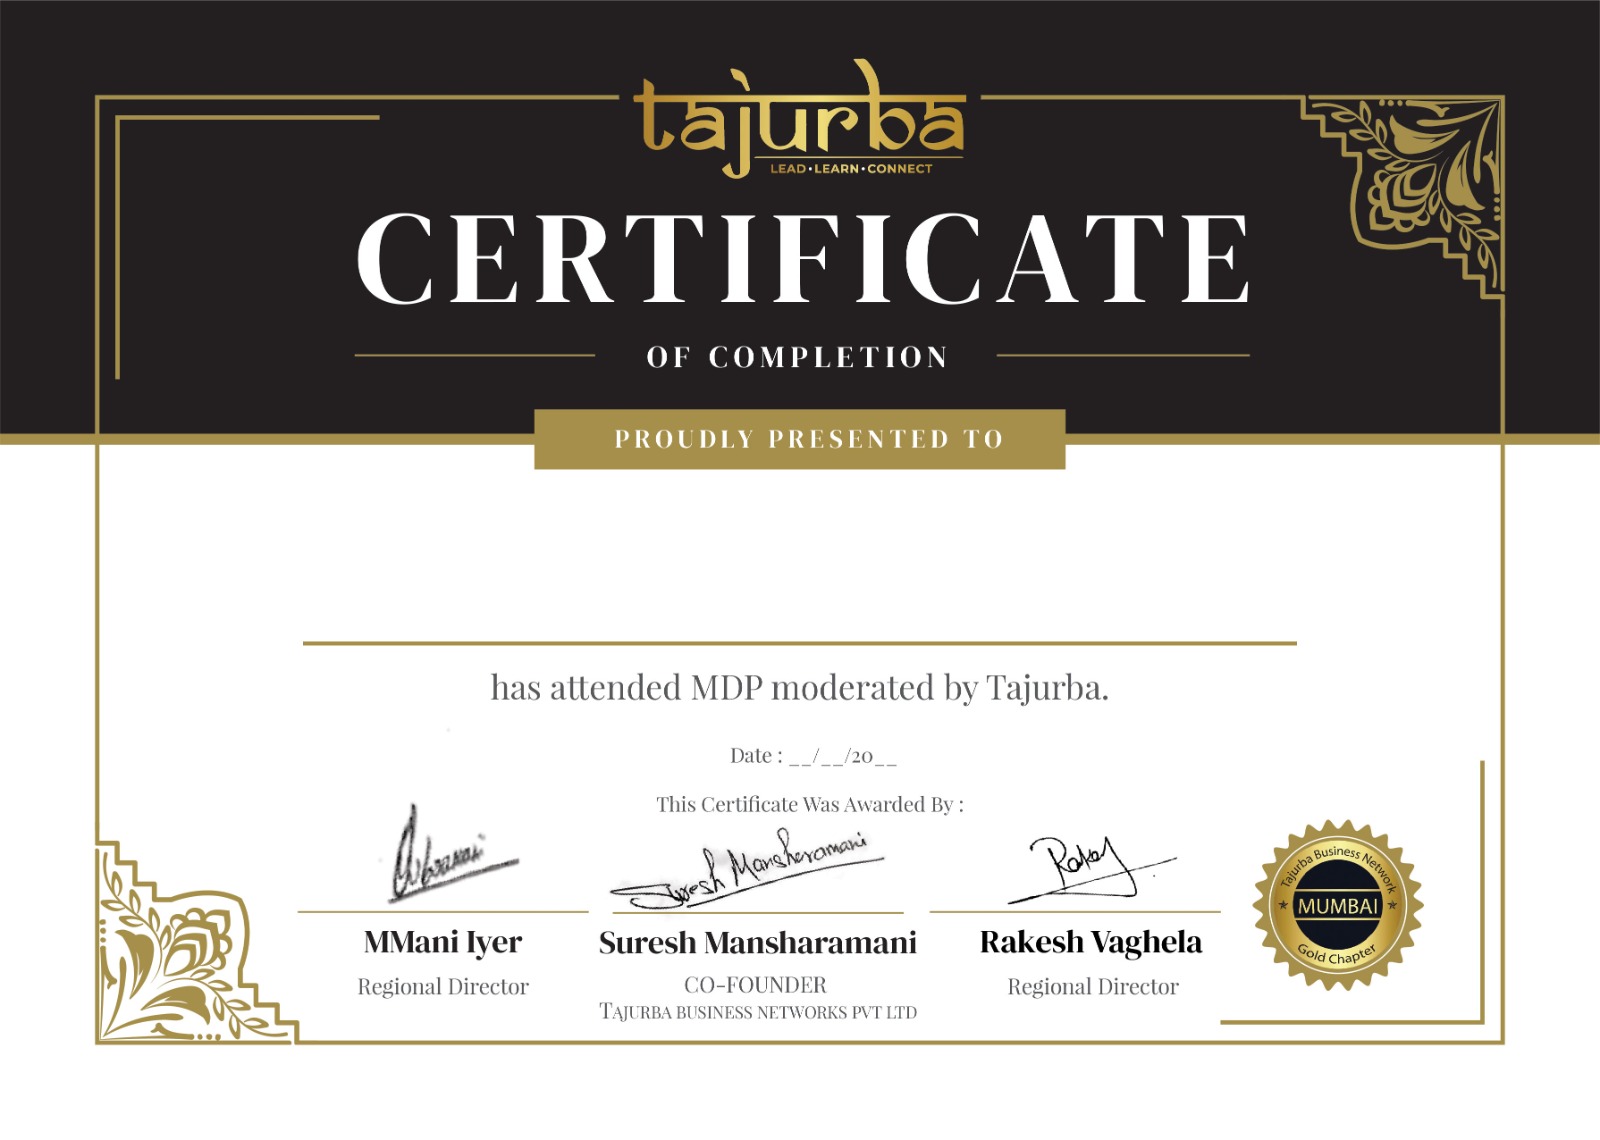 tajurba
LEAD•LEARN•CONNECT
CERTIFICATE
OF COMPLETION
PROUDLY PRESENTED TO
has attended MDP moderated by Tajurba.
Date : __/__/20__
This Certificate Was Awarded By :
Suresh Mansharamani
Rakesh
MMani Iyer
Suresh Mansharamani
Rakesh Vaghela
Regional Director
CO-FOUNDER
TAJURBA BUSINESS NETWORKS PVT LTD
Regional Director
Tajurba Business Network
MUMBAI
Gold Chapter